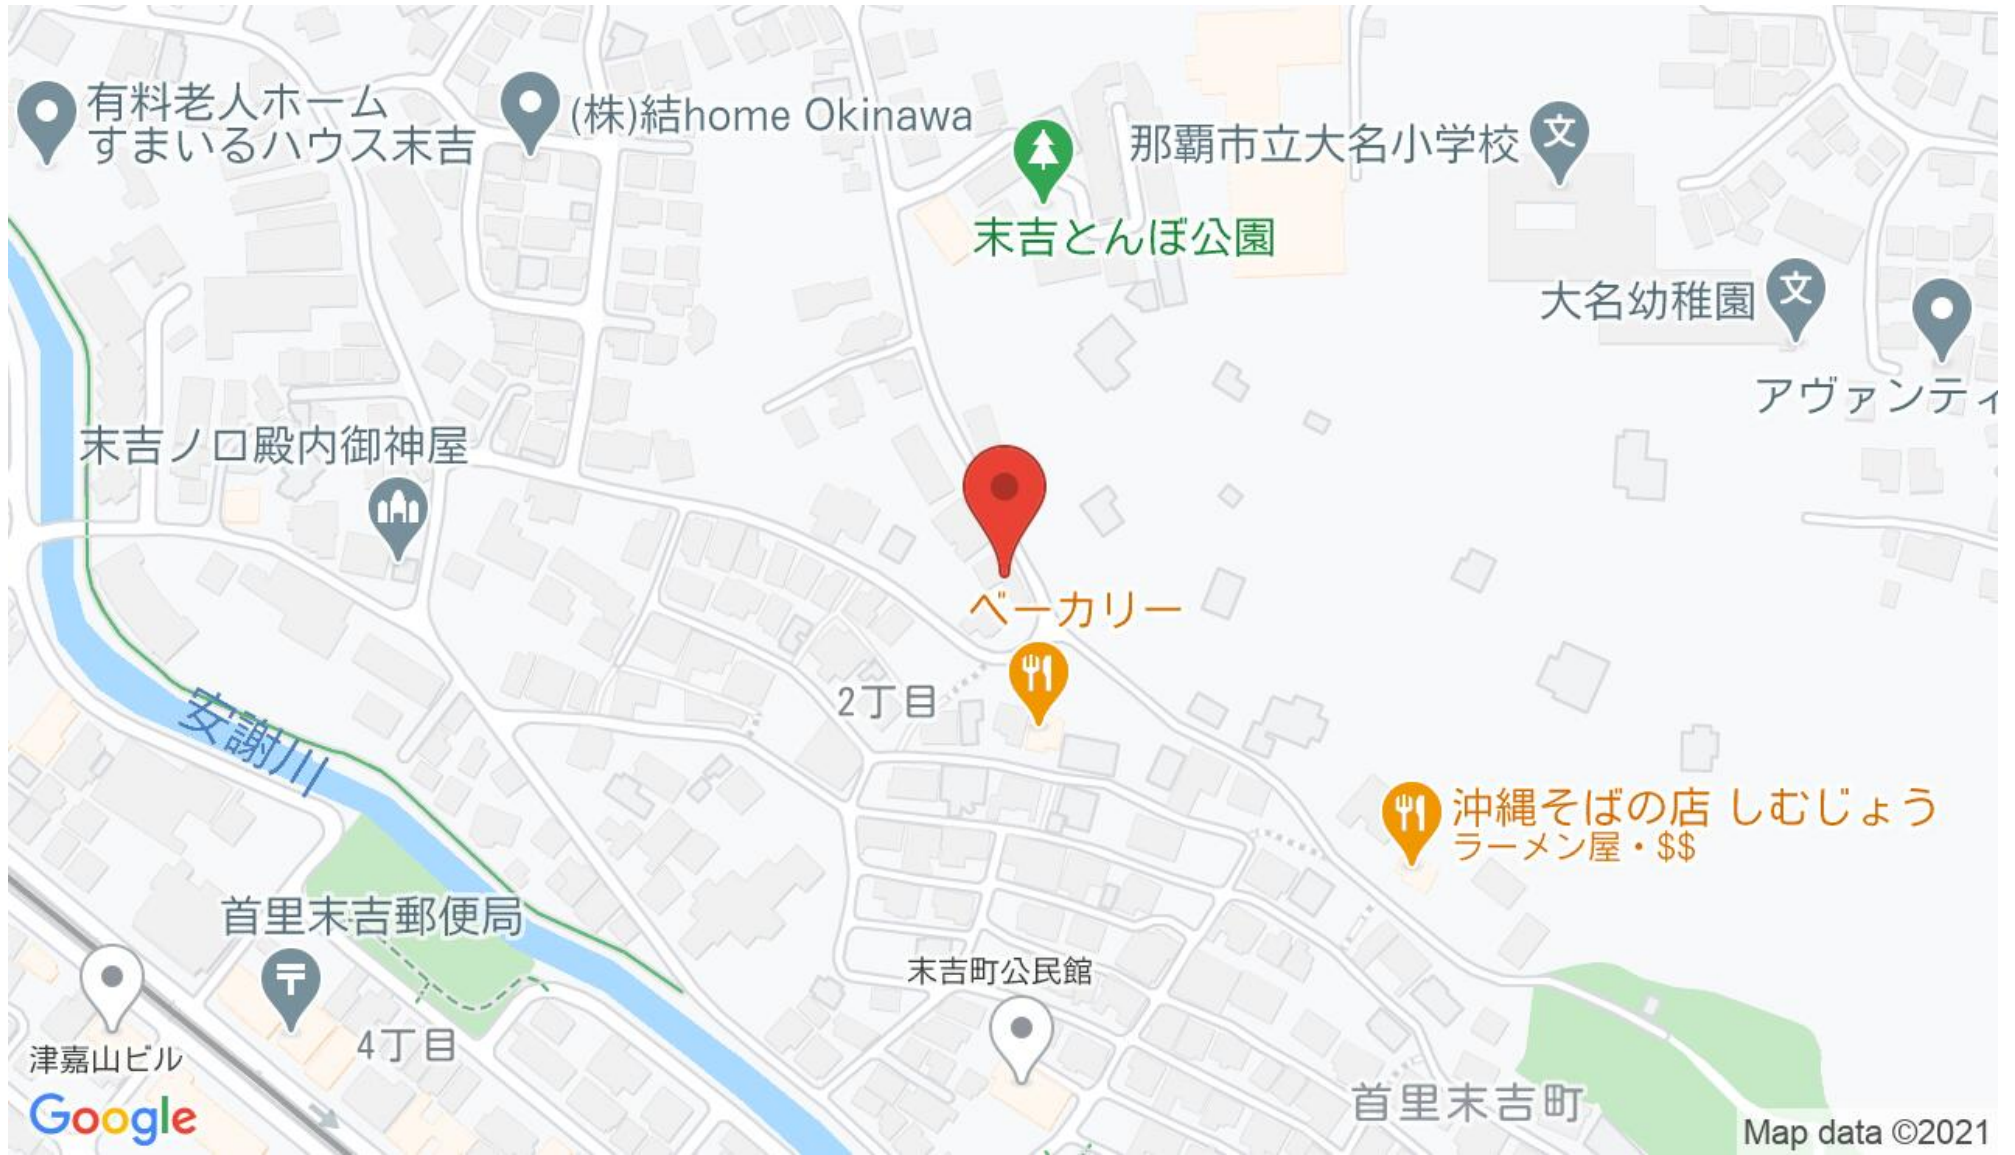 有料老人ホーム
すまいるハウス末吉
(株)結home Okinawa
末吉とんぼ公園
那覇市立大名小学校
文
大名幼稚園
文
アヴァンティ
末吉ノロ殿内御神屋
ベーカリー
2丁目
安謝川
沖縄そばの店 しむじょう
ラーメン屋・$$
首里末吉郵便局
〒
末吉町公民館
4丁目
津嘉山ビル
首里末吉町
Google
Map data ©2021